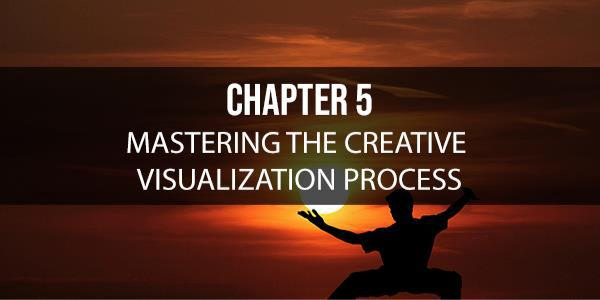 CHAPTER 5
MASTERING THE CREATIVE
VISUALIZATION PROCESS